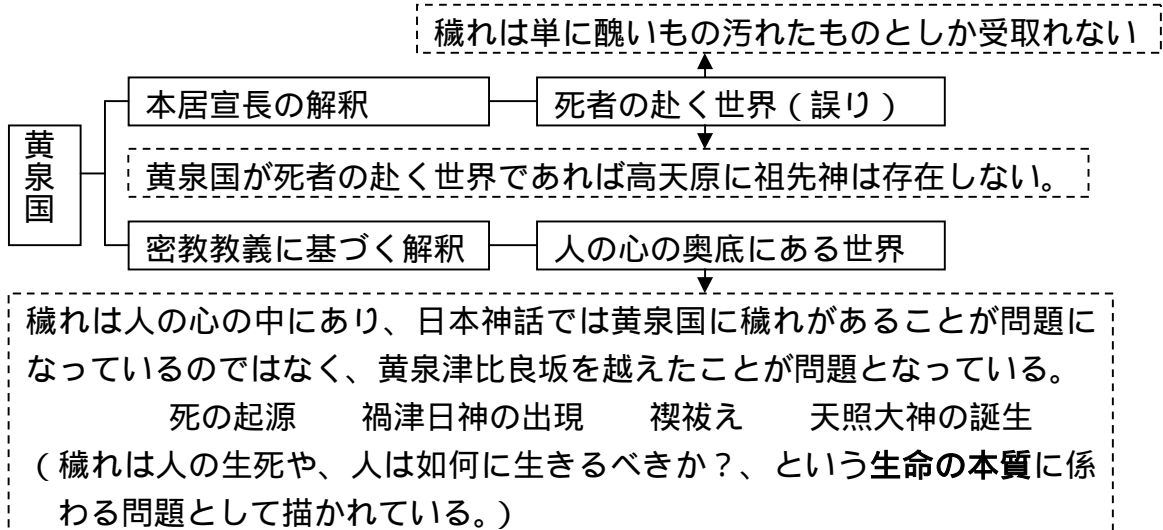 穢れは単に醜いもの汚れたものとしか受取れない
本居宣長の解釈
死者の赴く世界(誤り)
黄泉国
黄泉国が死者の赴く世界であれば高天原に祖先神は存在しない。
密教教義に基づく解釈
人の心の奥底にある世界
穢れは人の心の中にあり、日本神話では黄泉国に穢れがあることが問題に
なっているのではなく、黄泉津比良坂を越えたことが問題となっている。
死の起源 禍津日神の出現 禊祓え 天照大神の誕生
(穢れは人の生死や、人は如何に生きるべきか?、という生命の本質に係
わる問題として描かれている。)